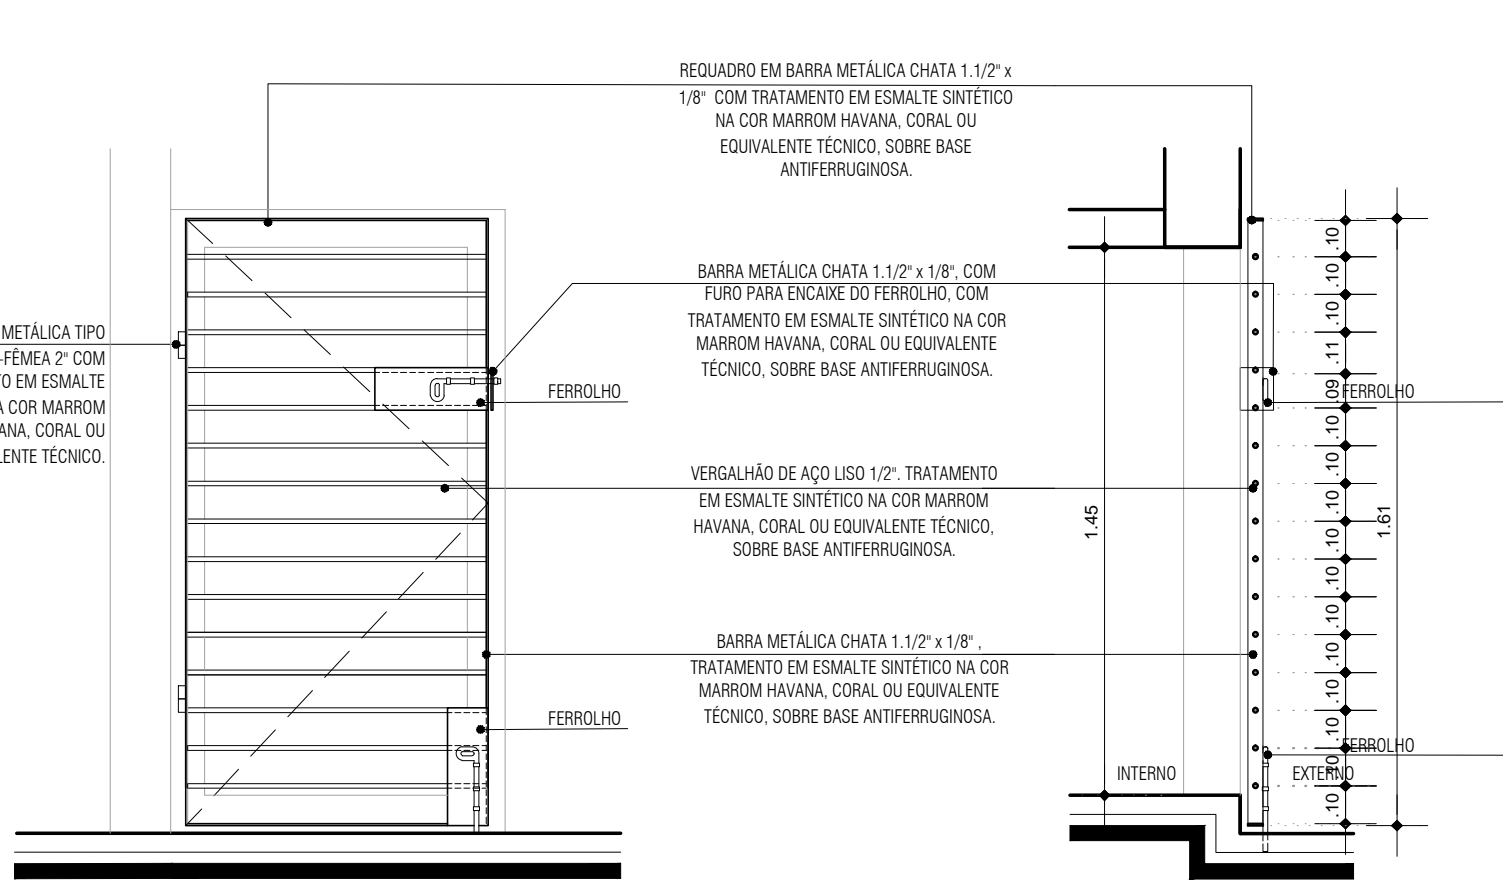 REQUADRO EM BARRA METÁLICA CHATA 1.1/2" x
1/8" COM TRATAMENTO EM ESMALTE SINTÉTICO
NA COR MARROM HAVANA, CORAL OU
EQUIVALENTE TÉCNICO, SOBRE BASE
ANTIFERRUGINOSA.
BARRA METÁLICA CHATA 1.1/2" x 1/8", COM
FURO PARA ENCAIXE DO FERROLHO, COM
TRATAMENTO EM ESMALTE SINTÉTICO NA COR
MARROM HAVANA, CORAL OU EQUIVALENTE
TÉCNICO, SOBRE BASE ANTIFERRUGINOSA.
METÁLICA TIPO
-FÊMEA 2" COM
TO EM ESMALTE
A COR MARROM
ANA, CORAL OU
LENTE TÉCNICO.
FERROLHO
VERGALHÃO DE AÇO LISO 1/2". TRATAMENTO
EM ESMALTE SINTÉTICO NA COR MARROM
HAVANA, CORAL OU EQUIVALENTE TÉCNICO,
SOBRE BASE ANTIFERRUGINOSA.
BARRA METÁLICA CHATA 1.1/2" x 1/8" ,
TRATAMENTO EM ESMALTE SINTÉTICO NA COR
MARROM HAVANA, CORAL OU EQUIVALENTE
TÉCNICO, SOBRE BASE ANTIFERRUGINOSA.
FERROLHO
1.45
INTERNO
EXTERNO
FERROLHO
FERROLHO
.10
.10
.10
.11
.09
.10
.10
.10
.10
.10
.10
.10
.10
.10
.10
.10
1.61